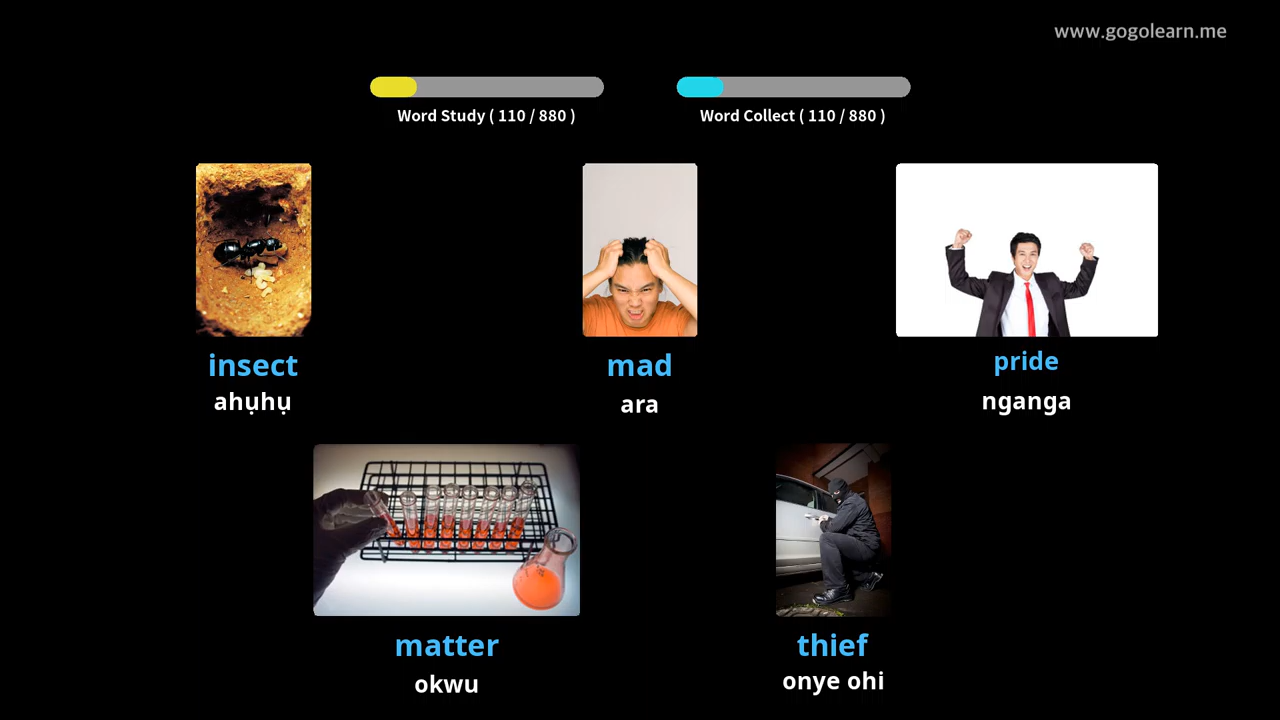 www.gogolearn.me
Word Study ( 110 / 880 )
Word Collect ( 110 / 880 )
insect
ahụhụ
mad
ara
pride
nganga
matter
okwu
thief
onye ohi